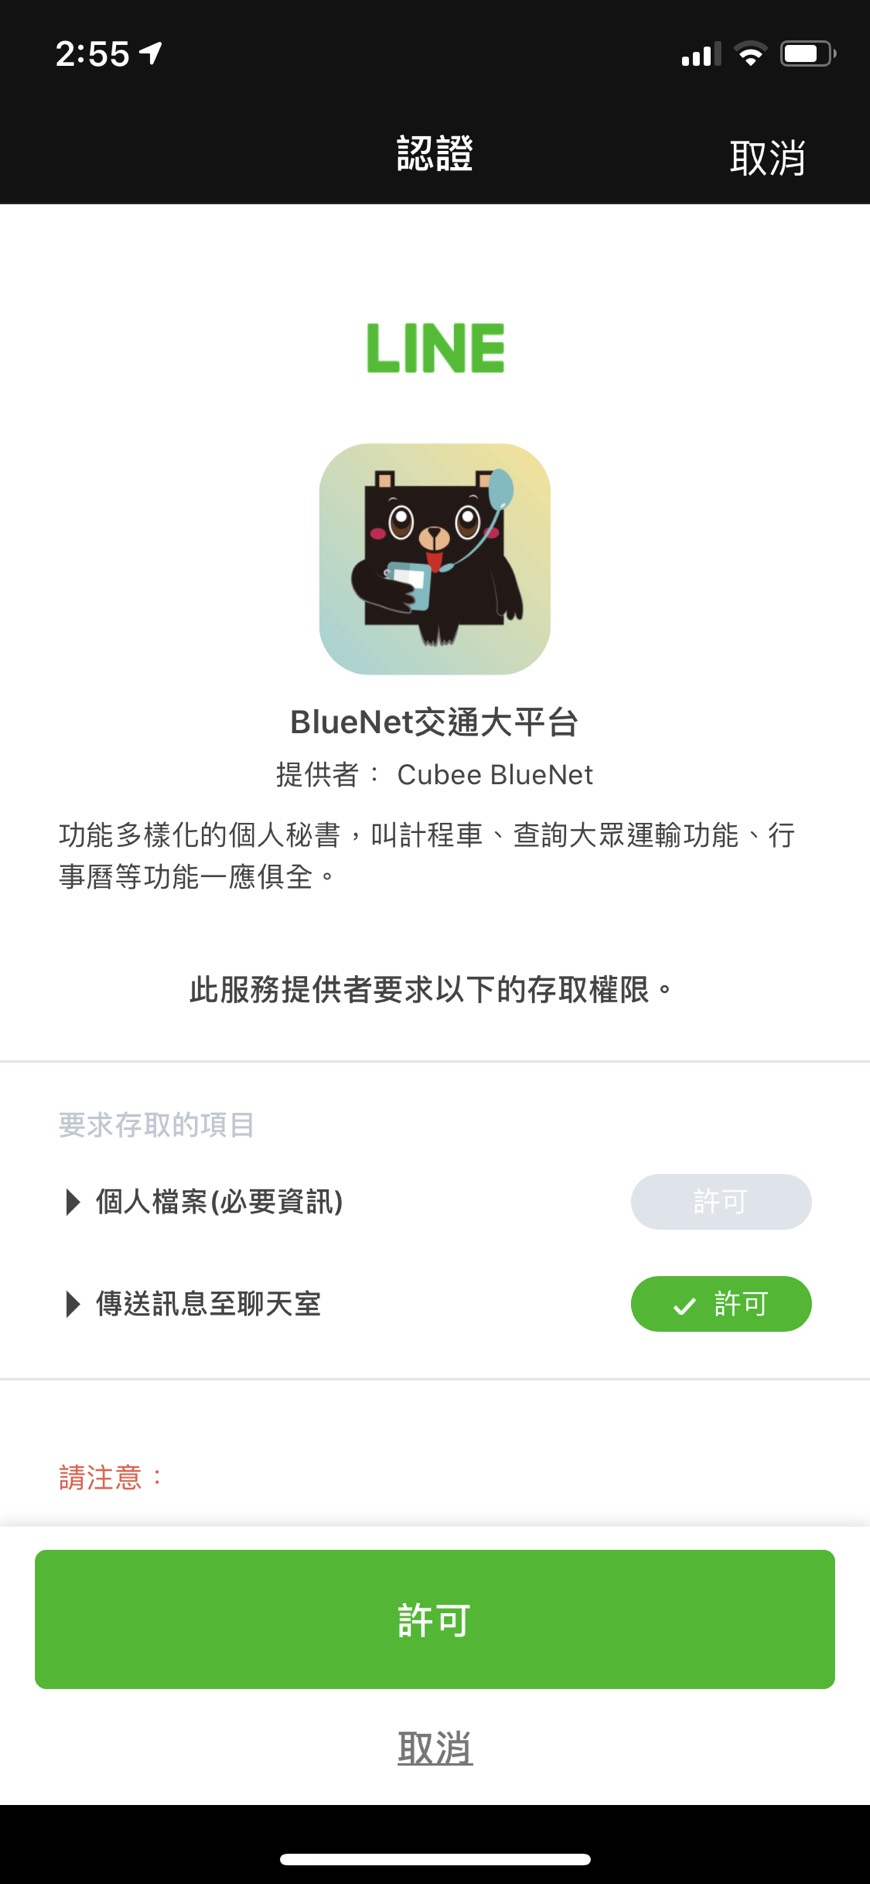 2:55
認證
取消
LINE
BlueNet交通大平台
提供者： Cubee BlueNet
功能多樣化的個人秘書，叫計程車、查詢大眾運輸功能、行
事曆等功能一應俱全。
此服務提供者要求以下的存取權限。
要求存取的項目
個人檔案(必要資訊)
許可
傳送訊息至聊天室
許可
請注意：
許可
取消